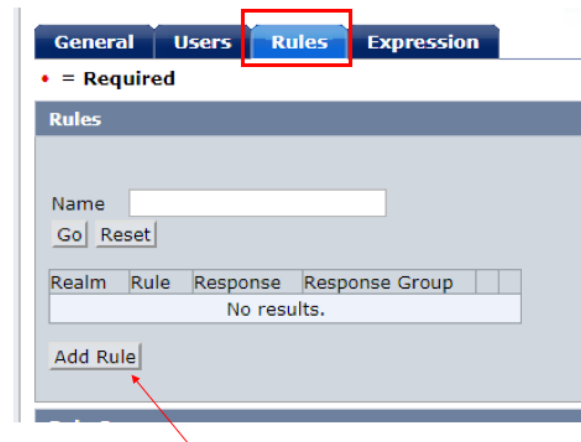 General Users Rules Expression
• = Required
Rules
Name
Go Reset
Realm Rule Response Response Group
No results.
Add Rule